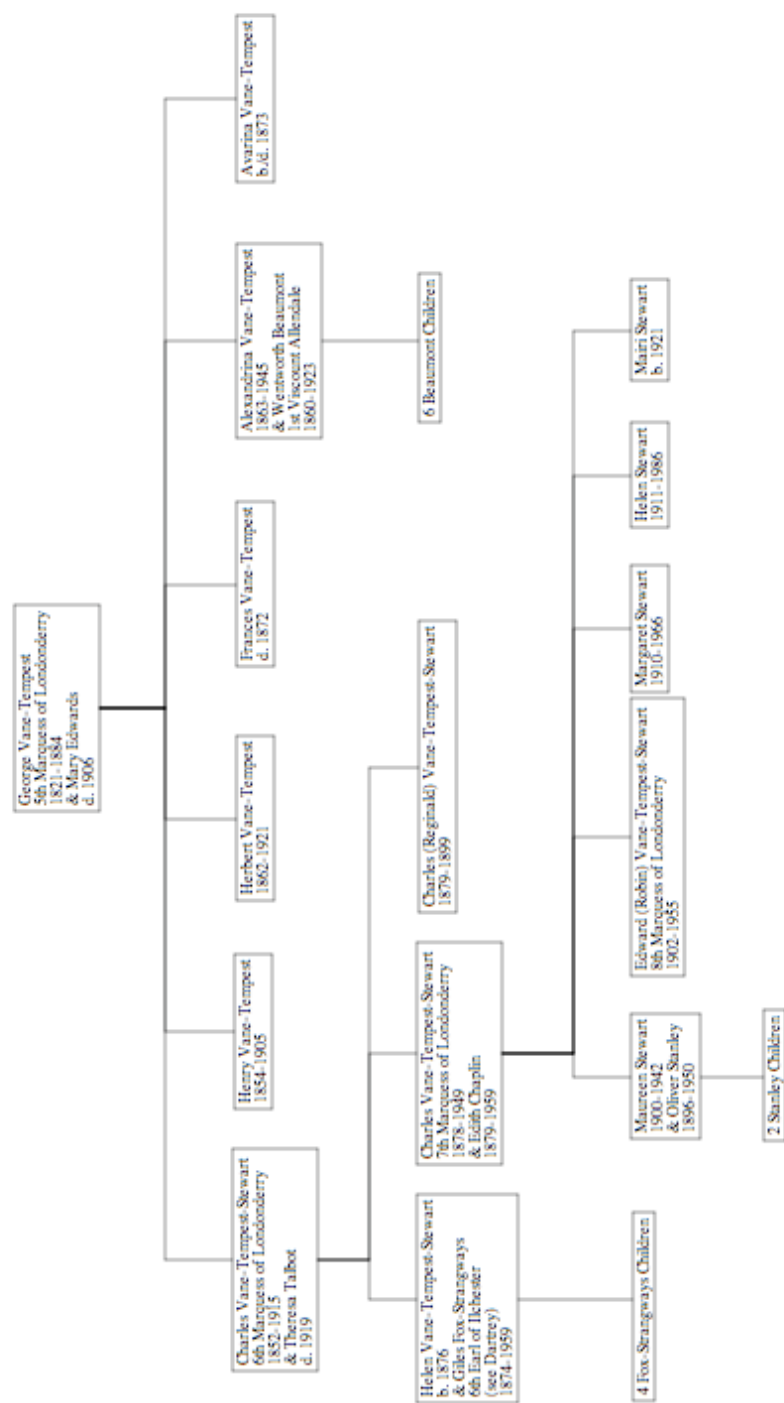 George Vane-Tempest
5th Marquess of Londonderry
1821-1884
& Mary Edwards
d. 1906
Charles Vane-Tempest-Stewart
6th Marquess of Londonderry
1852-1915
& Theresa Talbot
d. 1919
Henry Vane-Tempest
1854-1905
Herbert Vane-Tempest
1862-1921
Frances Vane-Tempest
d. 1872
Alexandrina Vane-Tempest
1863-1945
& Wentworth Beaumont
1st Viscount Allendale
1860-1923
Avarina Vane-Tempest
b./d. 1873
Helen Vane-Tempest-Stewart
b. 1876
& Giles Fox-Strangways
6th Earl of Ilchester
(see Dartrey)
1874-1959
Charles Vane-Tempest-Stewart
7th Marquess of Londonderry
1878-1949
& Edith Chaplin
1879-1959
Charles (Reginald) Vane-Tempest-Stewart
1879-1899
6 Beaumont Children
4 Fox-Strangways Children
Maureen Stewart
1900-1942
& Oliver Stanley
1896-1950
Edward (Robin) Vane-Tempest-Stewart
8th Marquess of Londonderry
1902-1955
Margaret Stewart
1910-1966
Helen Stewart
1911-1986
Mairi Stewart
b. 1921
2 Stanley Children